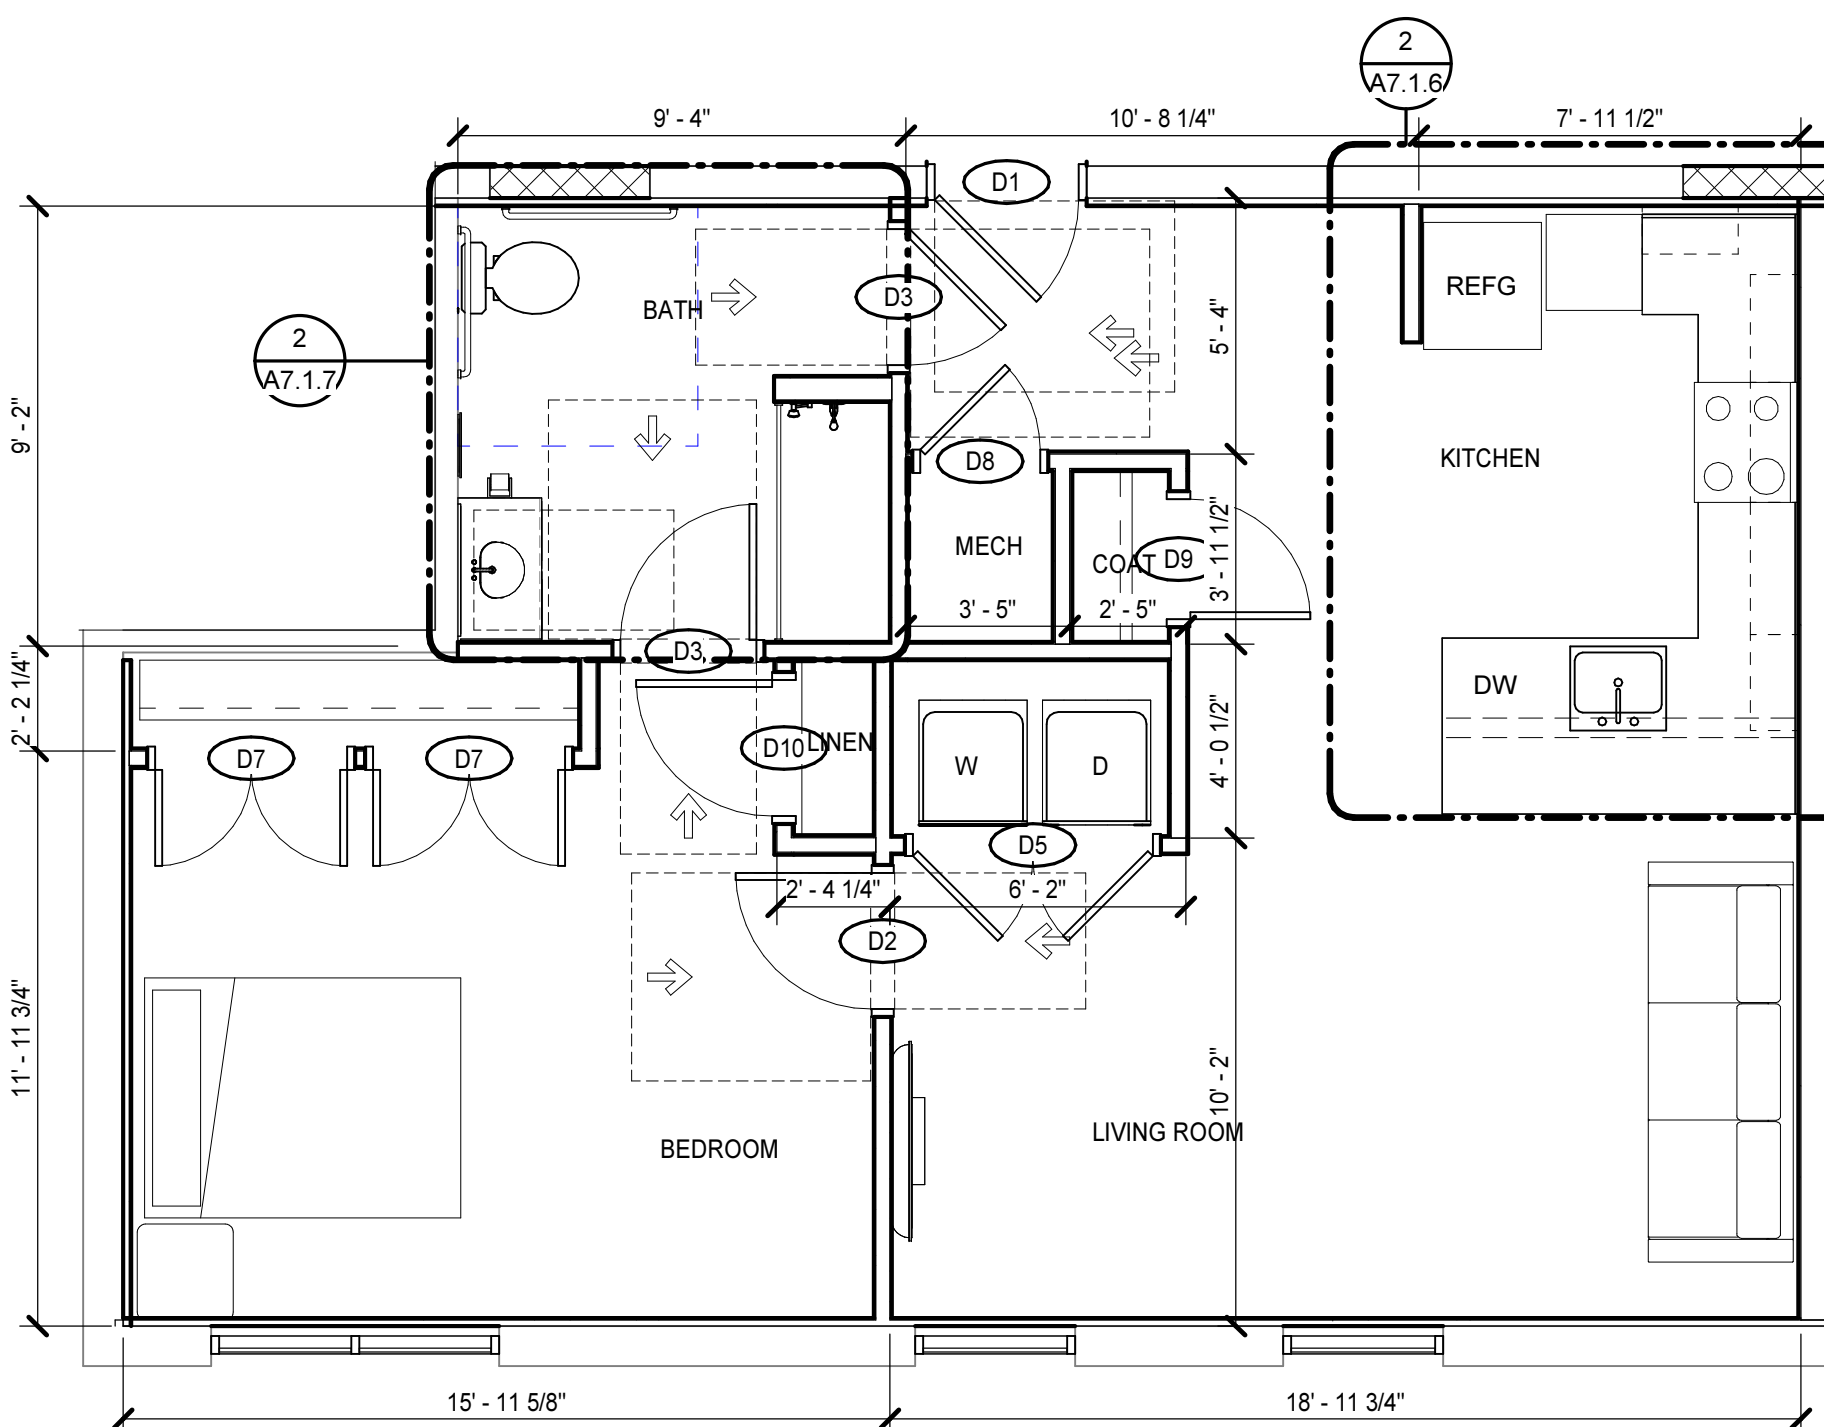 2
A7.1.6
9' - 4"
10' - 8 1/4"
7' - 11 1/2"
D1
REFG
D3
BATH
2
A7.1.7
5' - 4"
9' - 2"
KITCHEN
D8
MECH
COAT
D9
3' - 11 1/2"
3' - 5"
2' - 5"
D3
DW
2' - 2 1/4"
D7
D7
D10
LINEN
W
D
4' - 0 1/2"
D5
2' - 4 1/4"
6' - 2"
D2
11' - 11 3/4"
10' - 2"
BEDROOM
LIVING ROOM
15' - 11 5/8"
18' - 11 3/4"